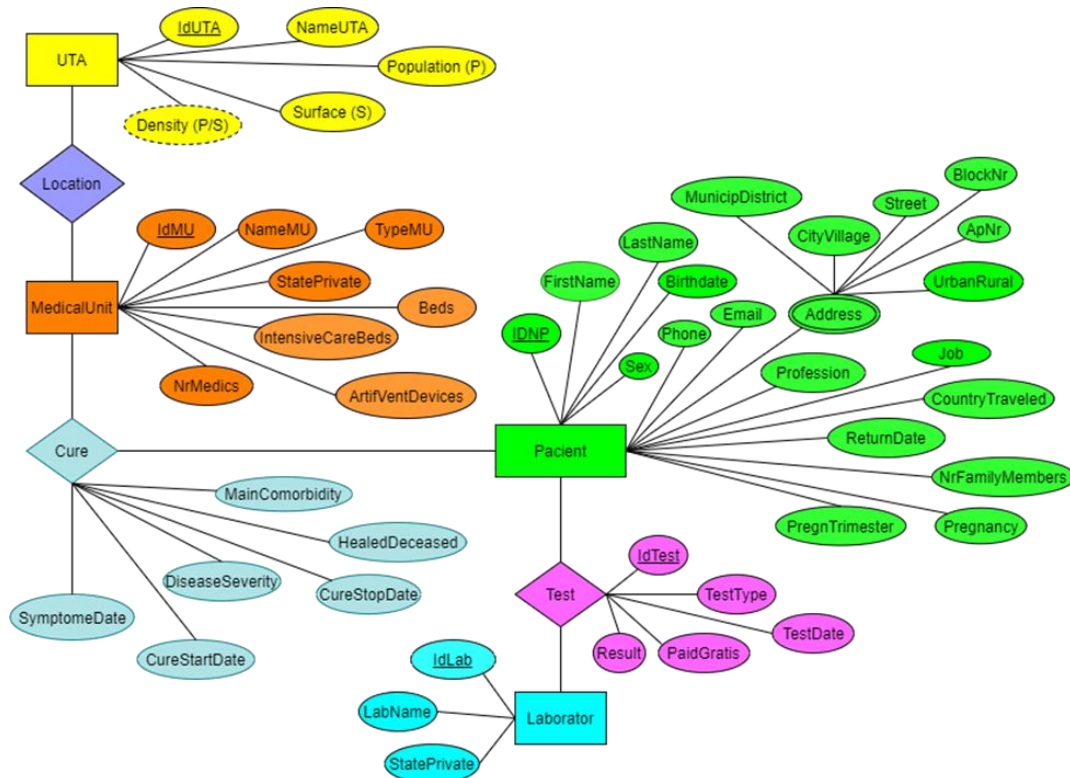 IdUTA
NameUTA
UTA
Population (P)
Surface (S)
Density (P/S)
Location
IdMU
NameMU
TypeMU
StatePrivate
MedicalUnit
Beds
IntensiveCareBeds
NrMedics
ArtifVentDevices
BlockNr
MunicipDistrict
Street
CityVillage
ApNr
LastName
FirstName
Birthdate
UrbanRural
Email
Address
IDNP
Phone
Sex
Job
Profession
CountryTraveled
ReturnDate
Cure
Pacient
NrFamilyMembers
PregnTrimester
Pregnancy
MainComorbidity
HealedDeceased
DiseaseSeverity
CureStopDate
SymptomeDate
CureStartDate
IdTest
Test
TestType
TestDate
Result
PaidGratis
IdLab
LabName
Laborator
StatePrivate